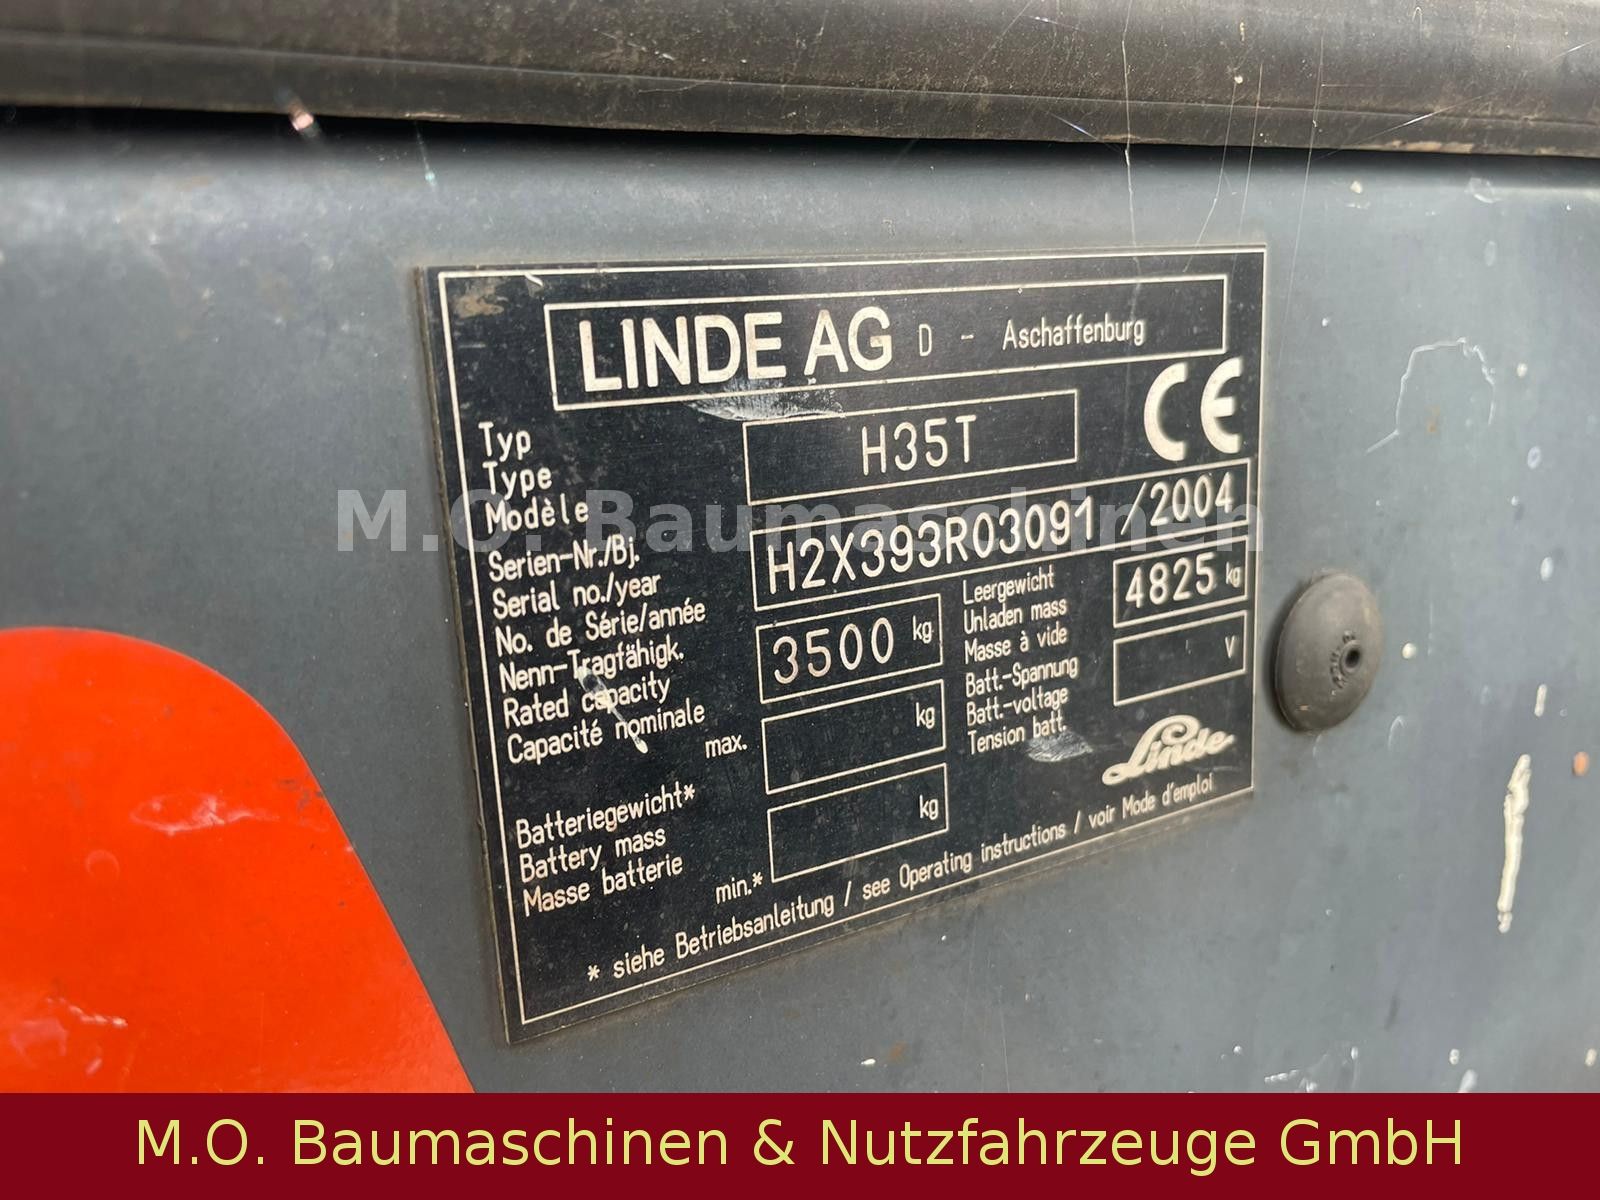 LINDE AG D - Aschaffenburg
CE
Typ
Type
Modèle
H35T
Serien-Nr./Bj.
Serial no./year
No. de Série/année
H2X393R03091 /2004
Nenn-Tragfähigk.
Rated capacity
Capacité nominale
3500 kg
Leergewicht
Unladen mass
Masse à vide
4825 kg
Batt.-Spannung
Batt.-voltage
Tension batt.
V
max.
kg
Batteriegewicht*
Battery mass
Masse batterie
min.*
kg
Linde
* siehe Betriebsanleitung / see Operating instructions / voir Mode d'emploi
M.O. Baumaschinen
M.O. Baumaschinen & Nutzfahrzeuge GmbH